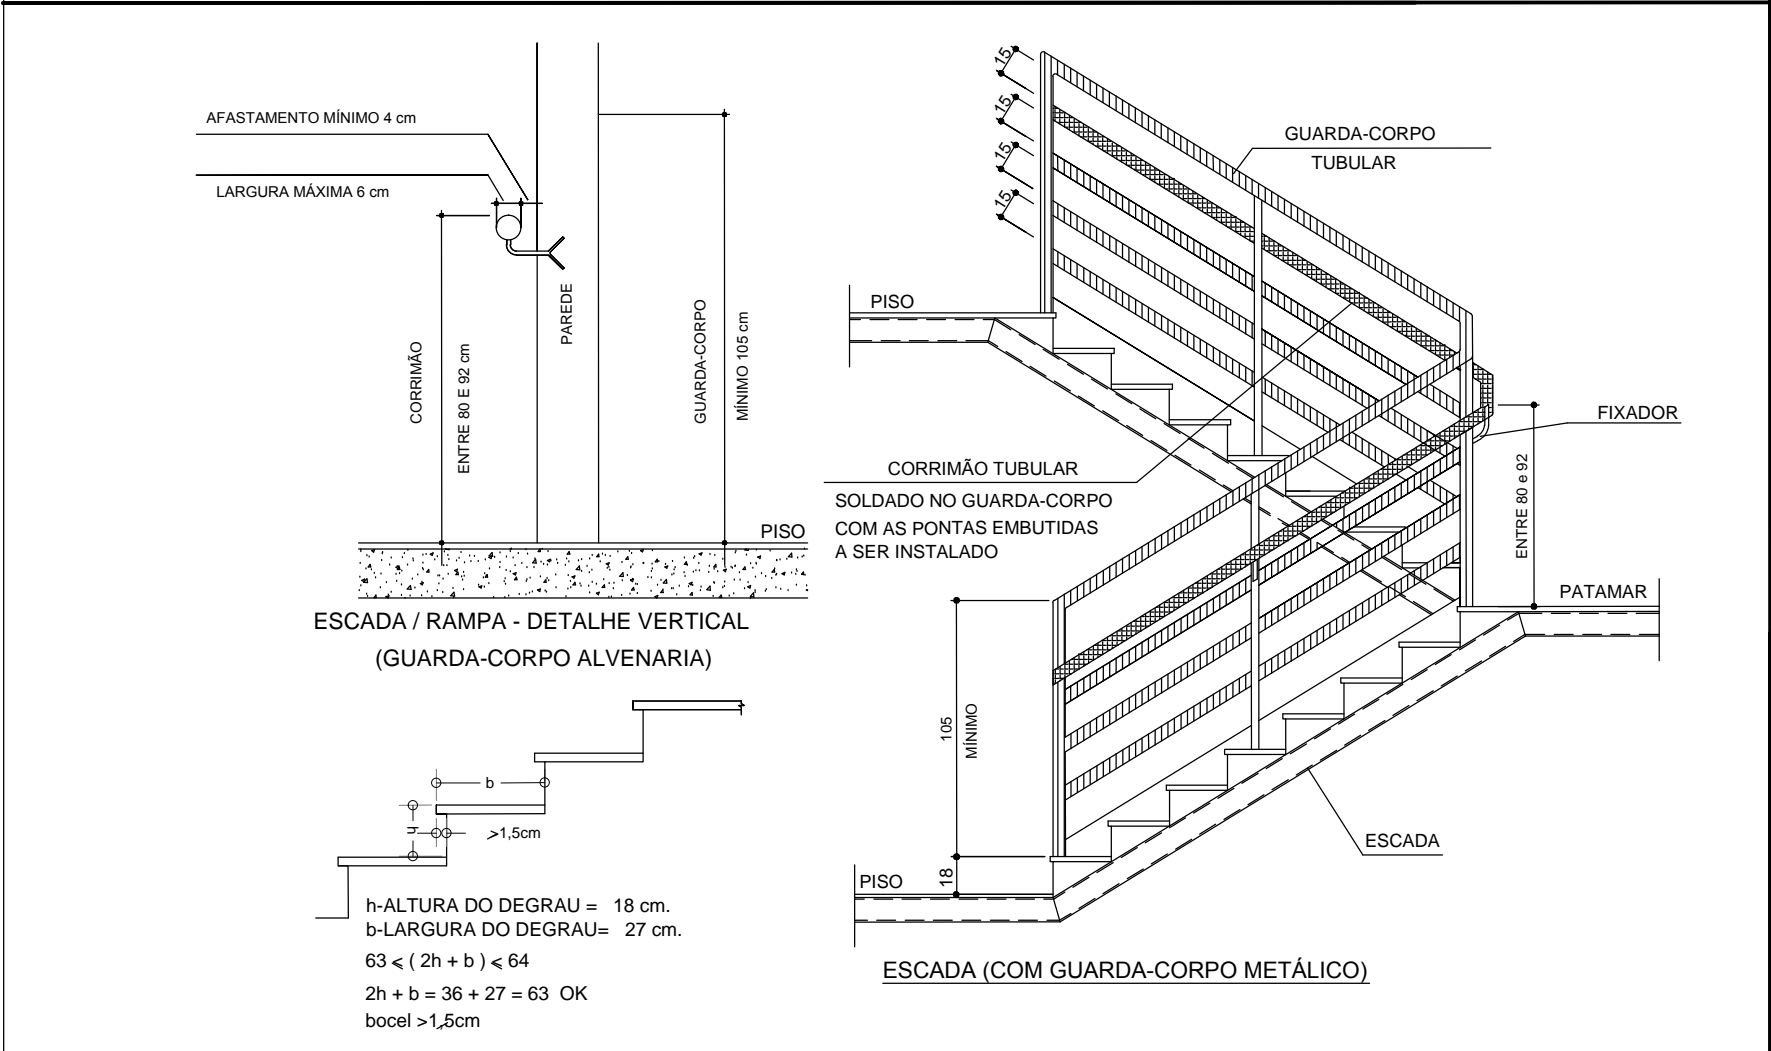 AFASTAMENTO MÍNIMO 4 cm
LARGURA MÁXIMA 6 cm
CORRIMÃO
ENTRE 80 E 92 cm
PAREDE
GUARDA-CORPO
MÍNIMO 105 cm
PISO
ESCADA / RAMPA - DETALHE VERTICAL
(GUARDA-CORPO ALVENARIA)
b
h
>1,5cm
h-ALTURA DO DEGRAU = 18 cm.
b-LARGURA DO DEGRAU= 27 cm.
63 ⩽ ( 2h + b ) ⩽ 64
2h + b = 36 + 27 = 63 OK
bocel >1,5cm
15
15
15
15
GUARDA-CORPO
TUBULAR
PISO
FIXADOR
CORRIMÃO TUBULAR
SOLDADO NO GUARDA-CORPO
COM AS PONTAS EMBUTIDAS
A SER INSTALADO
ENTRE 80 e 92
PATAMAR
105
MÍNIMO
18
ESCADA
PISO
ESCADA (COM GUARDA-CORPO METÁLICO)